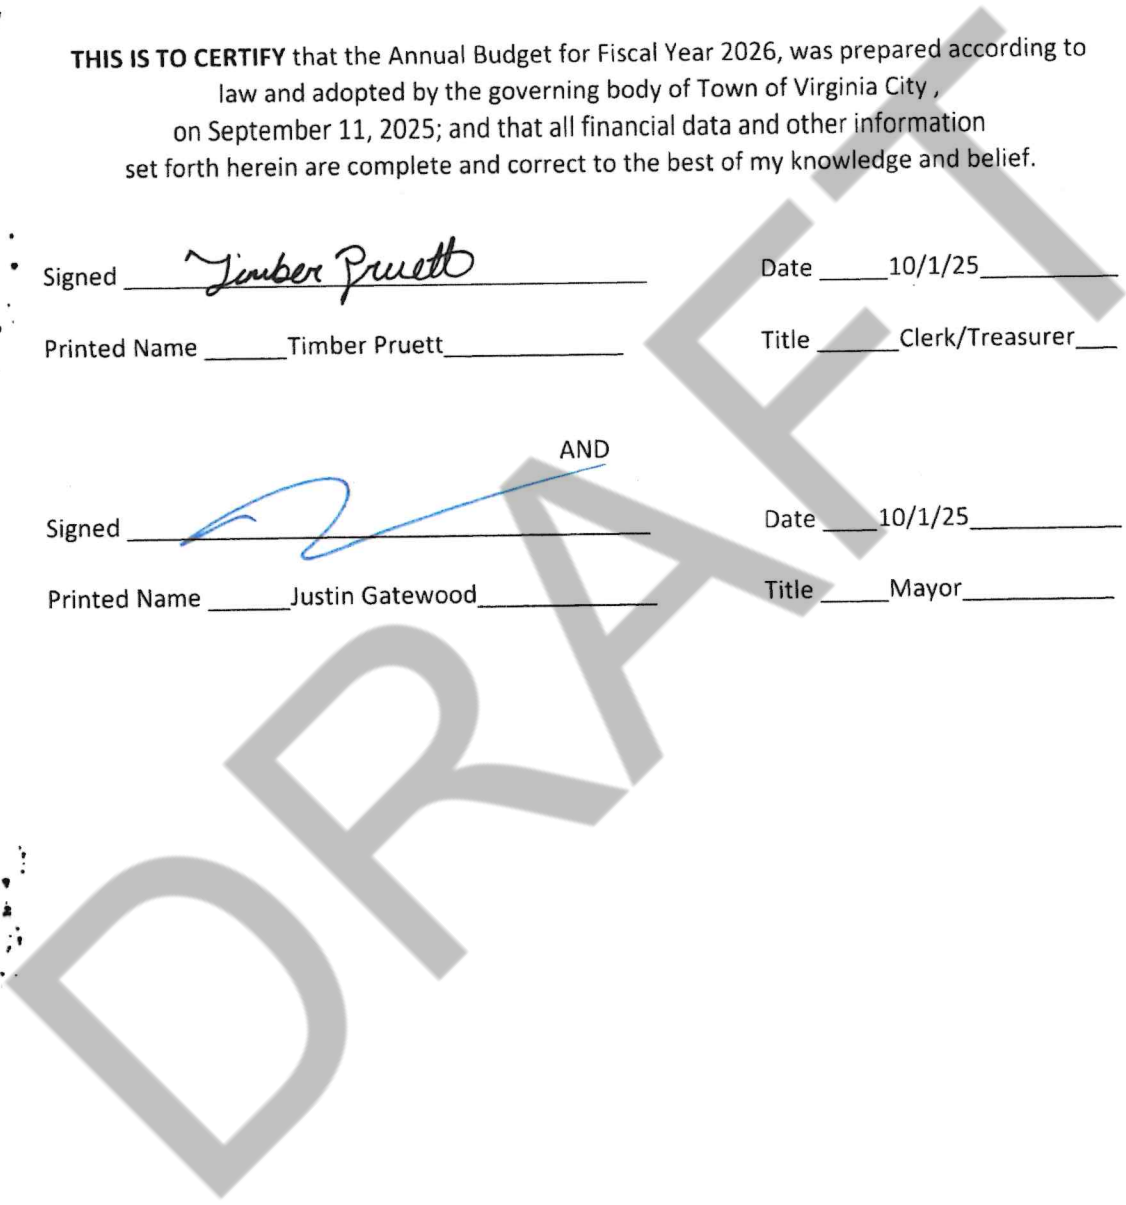 THIS IS TO CERTIFY that the Annual Budget for Fiscal Year 2026, was prepared according to
law and adopted by the governing body of Town of Virginia City ,
on September 11, 2025; and that all financial data and other information
set forth herein are complete and correct to the best of my knowledge and belief.
Signed Timber Pruett Date 10/1/25
Printed Name Timber Pruett Title Clerk/Treasurer
AND
Signed Date 10/1/25
Printed Name Justin Gatewood Title Mayor
DRAFT